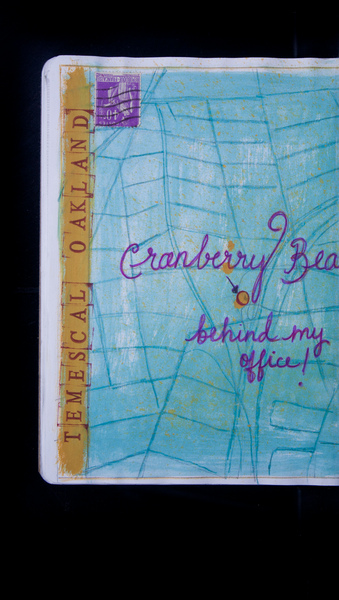 TEMESCAL OAKLAND
Cranberry Bea
behind my
office!